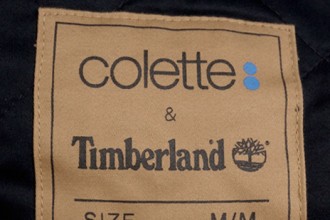 colette:
&
Timberland
SIZE M/M